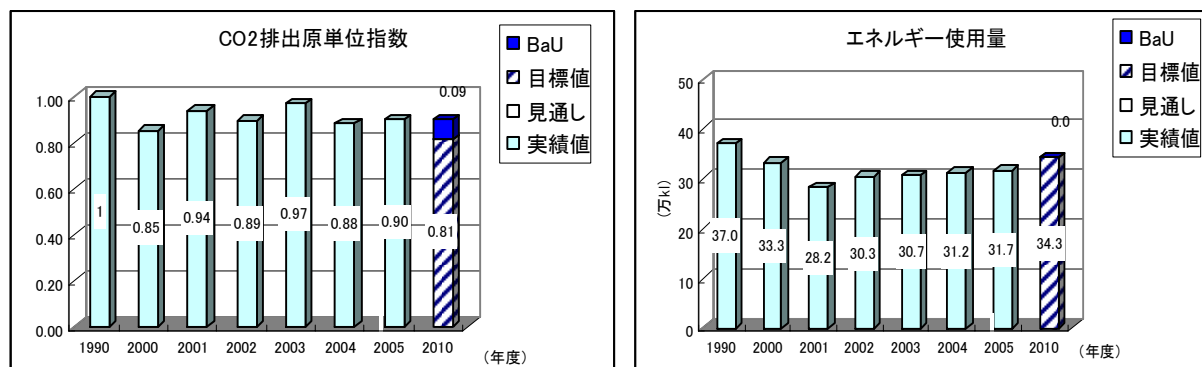 CO2排出原単位指数
BaU
目標値
見通し
実績値
0.09
1.00
0.80
0.60
0.40
0.20
0.00
1
0.85
0.94
0.89
0.97
0.88
0.90
0.81
1990 2000 2001 2002 2003 2004 2005 2010
(年度)
エネルギー使用量
BaU
目標値
見通し
実績値
0.0
50
40
30
20
10
0
(万kl)
37.0
33.3
28.2
30.3
30.7
31.2
31.7
34.3
1990 2000 2001 2002 2003 2004 2005 2010
(年度)